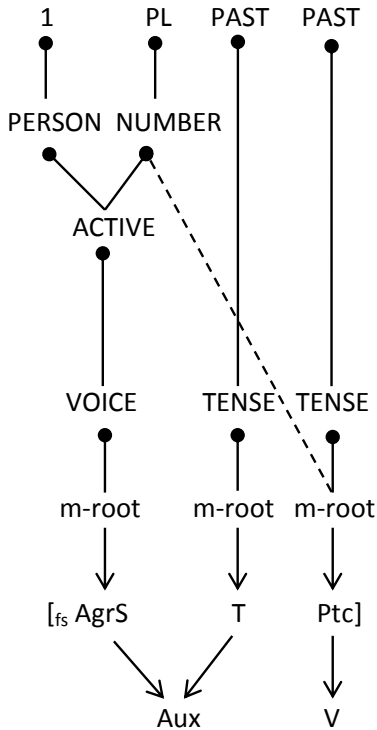 1 PL PAST PAST
PERSON NUMBER
ACTIVE
VOICE TENSE TENSE
m-root m-root m-root
[fs AgrS T Ptc]
Aux V